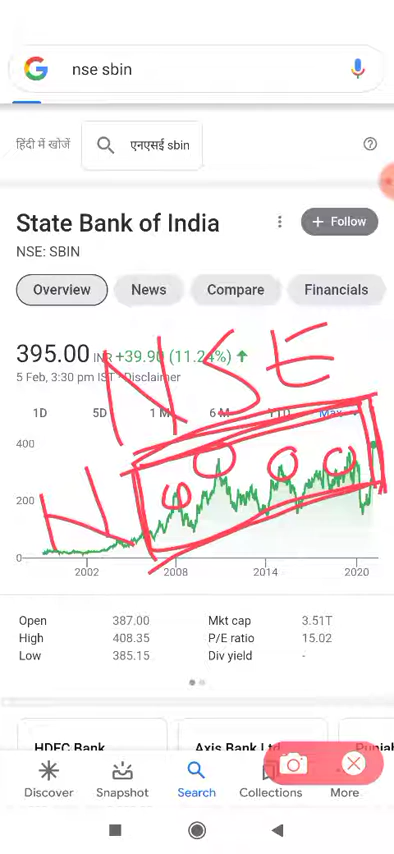 nse sbin
हिंदी में खोजें एनएसई sbin
State Bank of India
NSE: SBIN
+ Follow
Overview News Compare Financials
NSE
395.00 INR +39.90 (11.24%)
5 Feb, 3:30 pm IST · Disclaimer
1D 5D 1 M 6 M YTD Max
400
200
0
2002 2008 2014 2020
Open 387.00 Mkt cap 3.51T
High 408.35 P/E ratio 15.02
Low 385.15 Div yield -
HDFC Bank Axis Bank Ltd Punjab
Discover Snapshot Search Collections More